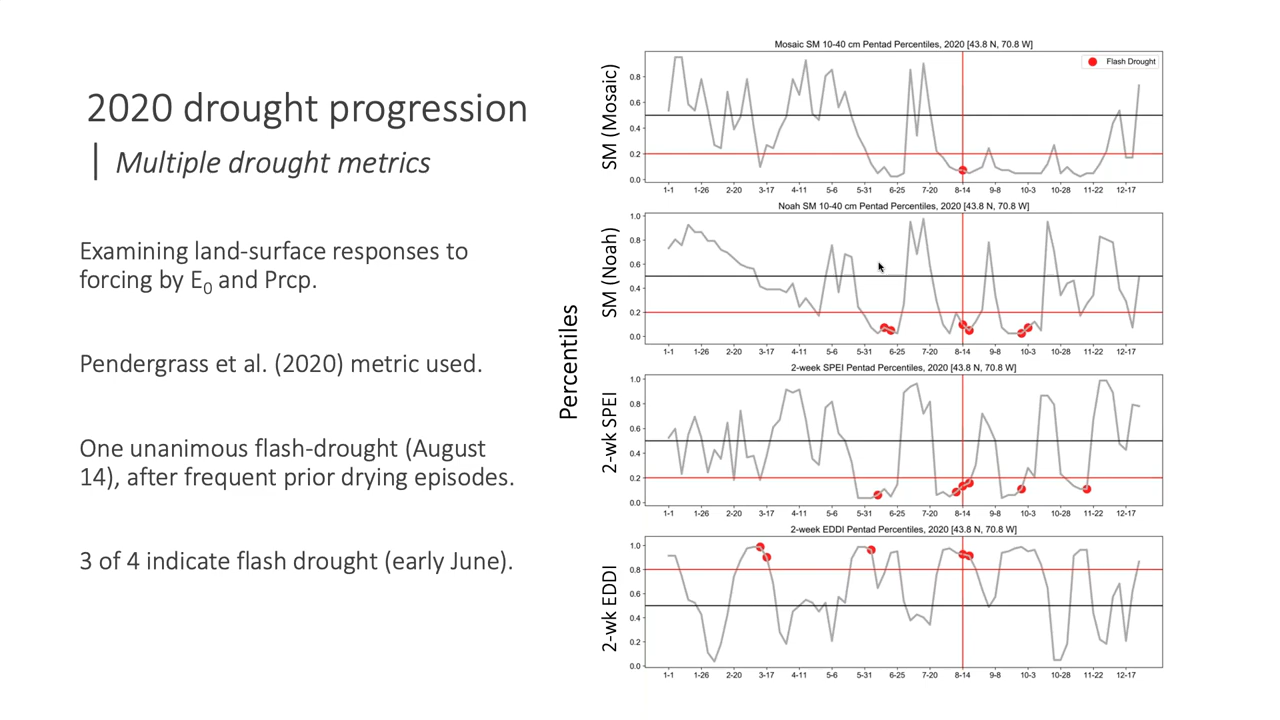 2020 drought progression
Multiple drought metrics
Examining land-surface responses to
forcing by E0 and Prcp.
Pendergrass et al. (2020) metric used.
One unanimous flash-drought (August
14), after frequent prior drying episodes.
3 of 4 indicate flash drought (early June).
Percentiles
SM (Mosaic)
Mosaic SM 10-40 cm Pentad Percentiles, 2020 [43.8 N, 70.8 W]
Flash Drought
0.8
0.6
0.4
0.2
0.0
1-1 1-26 2-20 3-17 4-11 5-6 5-31 6-25 7-20 8-14 9-8 10-3 10-28 11-22 12-17
SM (Noah)
Noah SM 10-40 cm Pentad Percentiles, 2020 [43.8 N, 70.8 W]
1.0
0.8
0.6
0.4
0.2
0.0
1-1 1-26 2-20 3-17 4-11 5-6 5-31 6-25 7-20 8-14 9-8 10-3 10-28 11-22 12-17
2-wk SPEI
2-week SPEI Pentad Percentiles, 2020 [43.8 N, 70.8 W]
1.0
0.8
0.6
0.4
0.2
0.0
1-1 1-26 2-20 3-17 4-11 5-6 5-31 6-25 7-20 8-14 9-8 10-3 10-28 11-22 12-17
2-wk EDDI
2-week EDDI Pentad Percentiles, 2020 [43.8 N, 70.8 W]
1.0
0.8
0.6
0.4
0.2
0.0
1-1 1-26 2-20 3-17 4-11 5-6 5-31 6-25 7-20 8-14 9-8 10-3 10-28 11-22 12-17